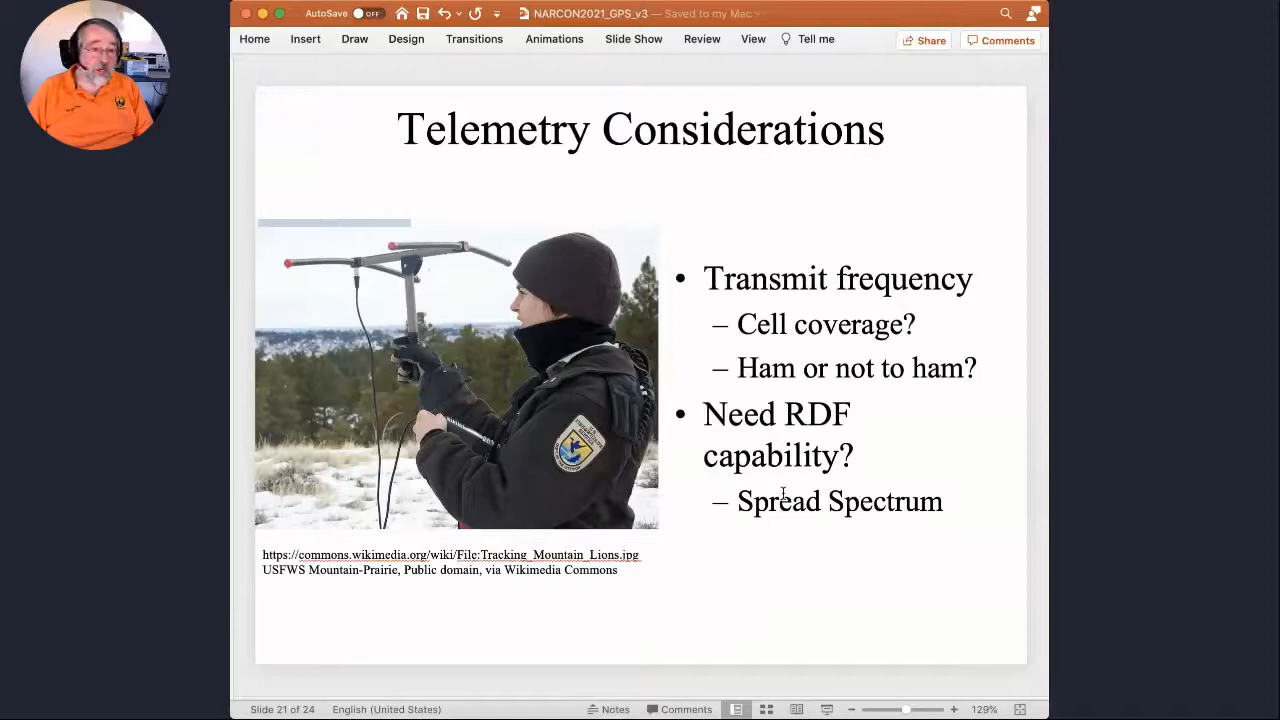 AutoSave OFF
NARCON2021_GPS_v3 — Saved to my Mac
Home Insert Draw Design Transitions Animations Slide Show Review View Tell me Share Comments
Telemetry Considerations
• Transmit frequency
– Cell coverage?
– Ham or not to ham?
• Need RDF
capability?
– Spread Spectrum
https://commons.wikimedia.org/wiki/File:Tracking_Mountain_Lions.jpg
USFWS Mountain-Prairie, Public domain, via Wikimedia Commons
Slide 21 of 24 English (United States) Notes Comments 129%